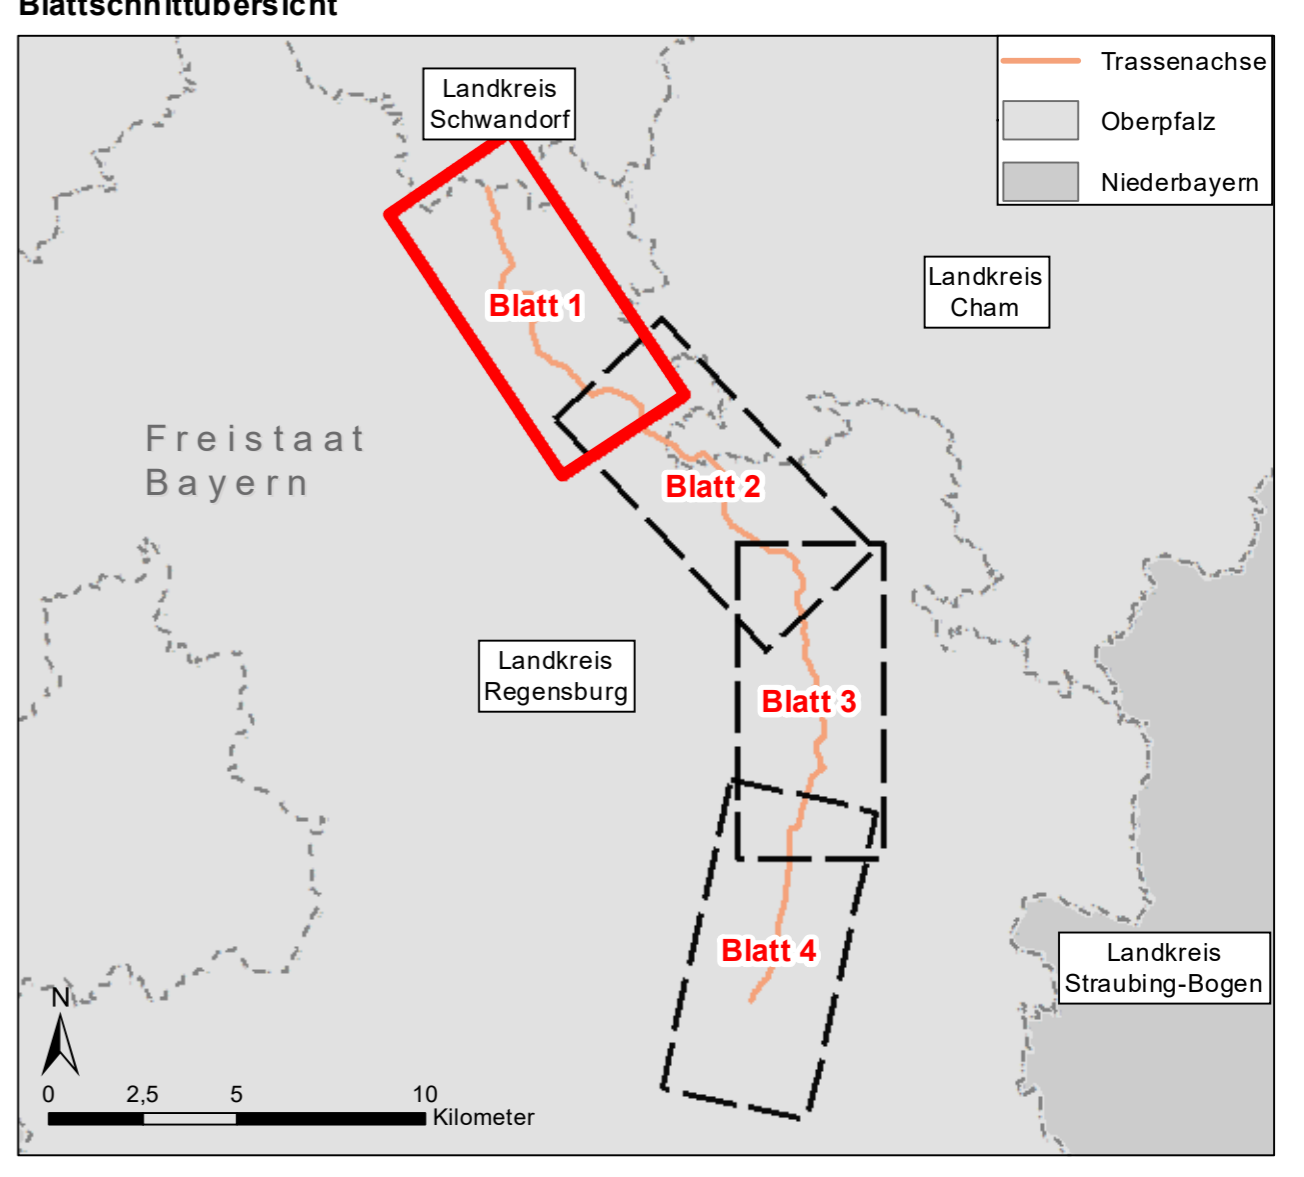 Blattschnittübersicht
Trassenachse
Oberpfalz
Niederbayern
Landkreis
Schwandorf
Landkreis
Cham
Blatt 1
Freistaat
Bayern
Blatt 2
Landkreis
Regensburg
Blatt 3
Blatt 4
Landkreis
Straubing-Bogen
N
0 2,5 5 10
Kilometer